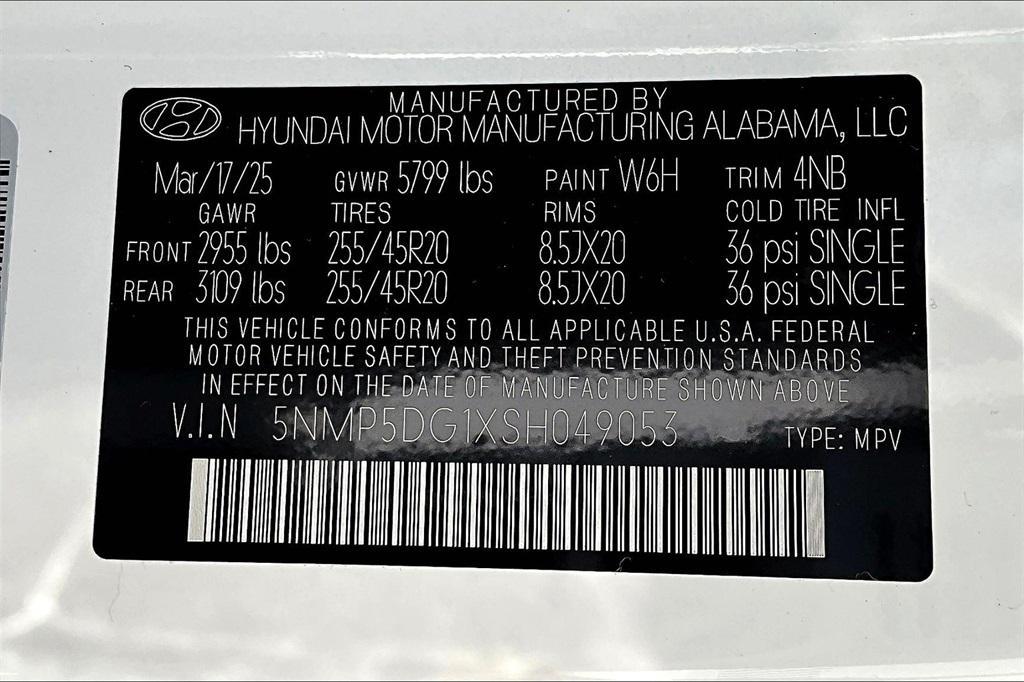 MANUFACTURED BY
HYUNDAI MOTOR MANUFACTURING ALABAMA, LLC
Mar/17/25 GVWR 5799 lbs PAINT W6H TRIM 4NB
GAWR TIRES RIMS COLD TIRE INFL
FRONT 2955 lbs 255/45R20 8.5JX20 36 psi SINGLE
REAR 3109 lbs 255/45R20 8.5JX20 36 psi SINGLE
THIS VEHICLE CONFORMS TO ALL APPLICABLE U.S.A. FEDERAL
MOTOR VEHICLE SAFETY AND THEFT PREVENTION STANDARDS
IN EFFECT ON THE DATE OF MANUFACTURE SHOWN ABOVE
V.I.N 5NMP5DG1XSH049053 TYPE: MPV